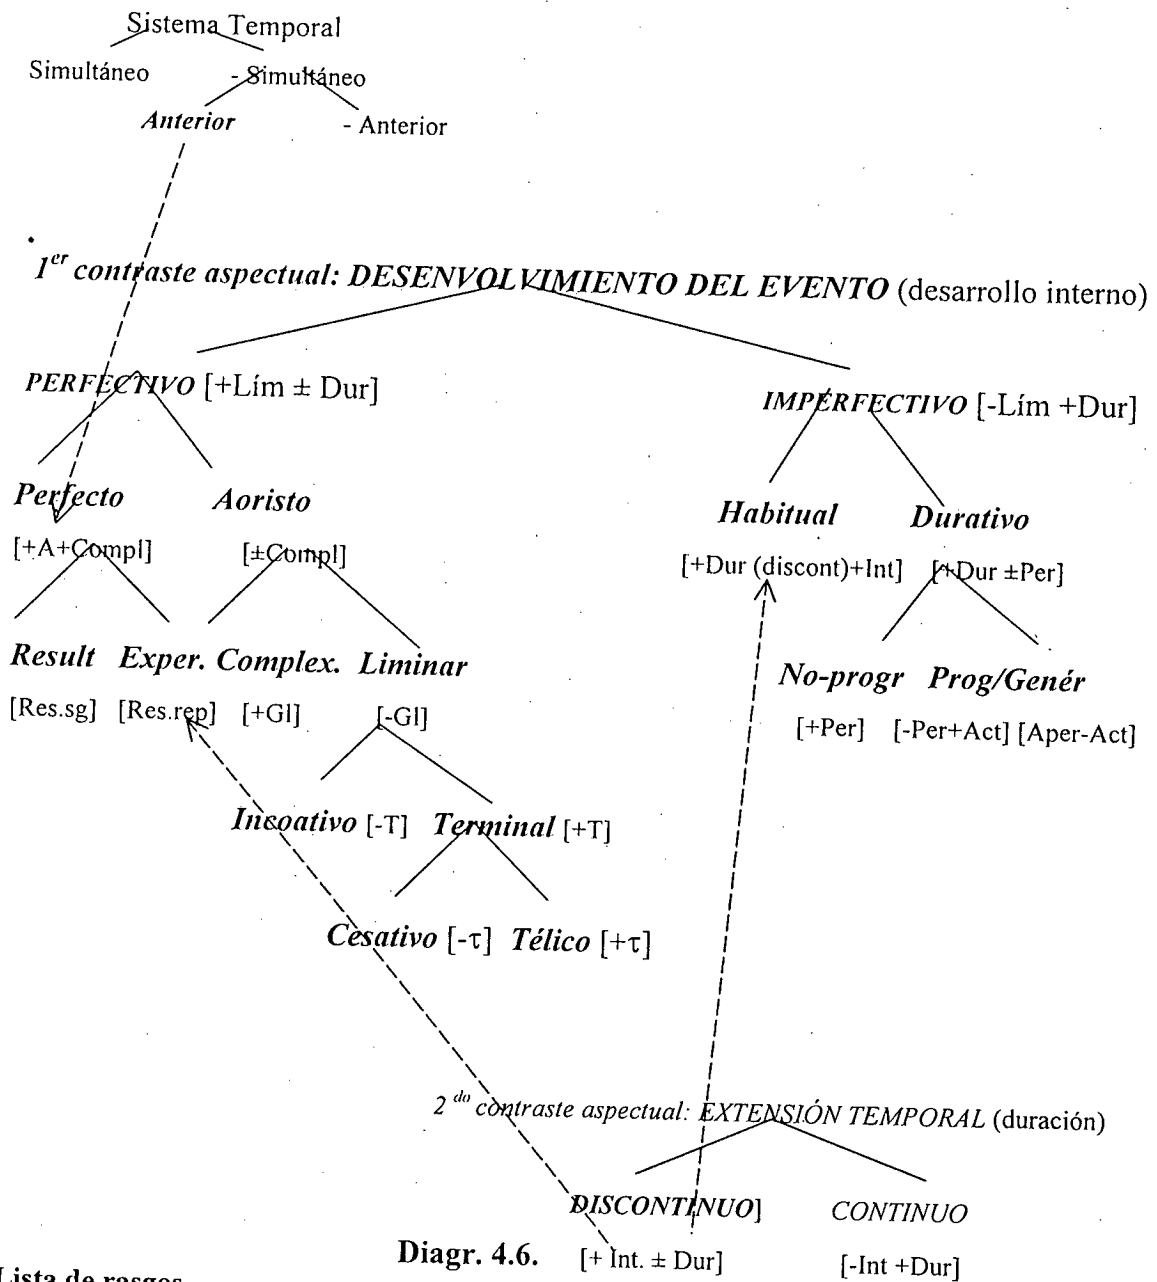 Sistema Temporal
Simultáneo - Simultáneo
Anterior - Anterior
1er contraste aspectual: DESENVOLVIMIENTO DEL EVENTO (desarrollo interno)
PERFECTIVO [+Lím ± Dur] IMPERFECTIVO [-Lím +Dur]
Perfecto Aoristo Habitual Durativo
[+A+Compl] [±Compl] [+Dur (discont)+Int] [+Dur ±Per]
Result Exper. Complex. Liminar No-progr Prog/Genér
[Res.sg] [Res.rep] [+Gl] [-Gl] [+Per] [-Per+Act] [Aper-Act]
Incoativo [-T] Terminal [+T]
Cesativo [-τ] Télico [+τ]
2do contraste aspectual: EXTENSIÓN TEMPORAL (duración)
DISCONTINUO] CONTINUO
Diagr. 4.6. [+ Int. ± Dur] [-Int +Dur]
Lista de rasgos